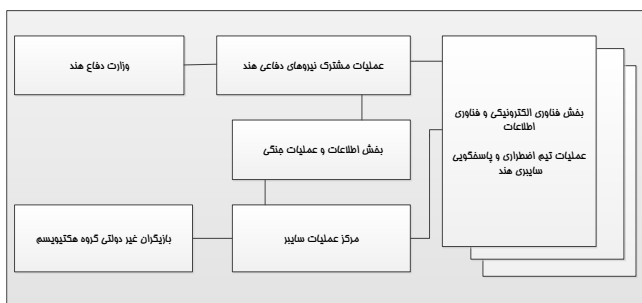 وزارت دفاع هند
عملیات مشترک نیروهای دفاعی هند
بخش فناوری الکترونیکی و فناوری
اطلاعات
عملیات تیم اضطراری و پاسخگویی
سایبری هند
بخش اطلاعات و عملیات جنگی
بازیگران غیر دولتی گروه هکتیویسم
مرکز عملیات سایبر